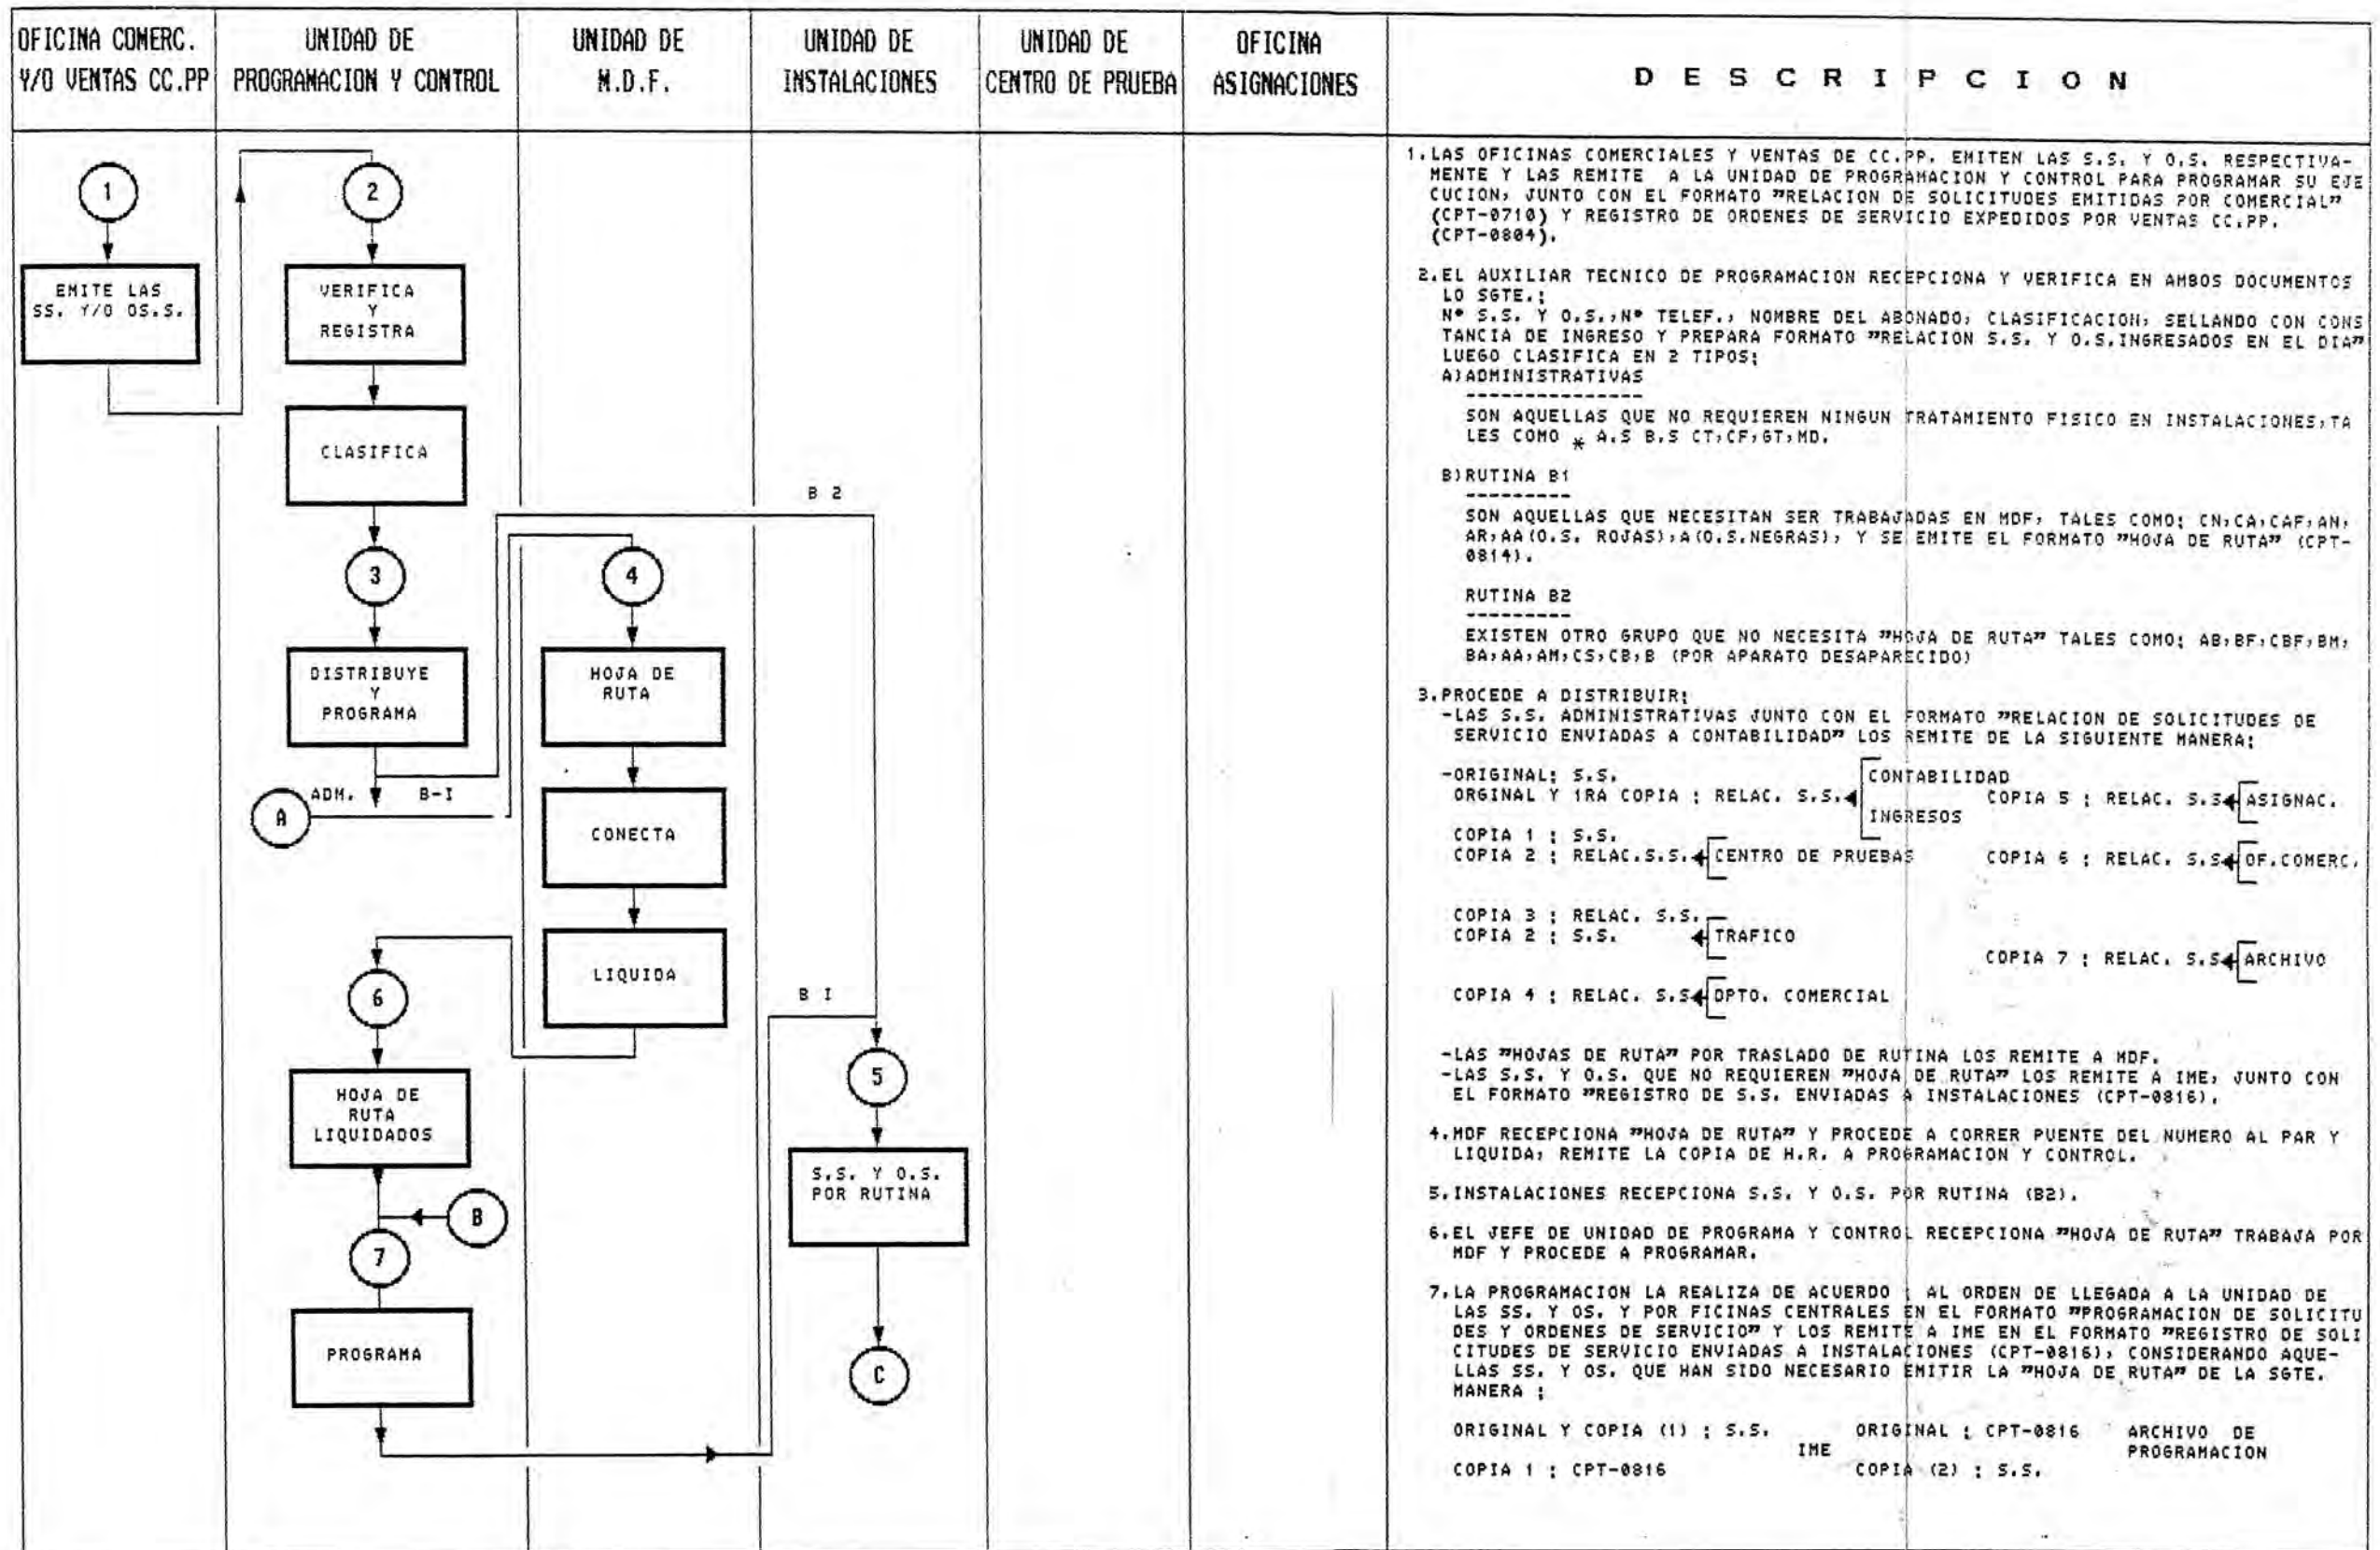 OFICINA COMERC.
Y/O VENTAS CC.PP
UNIDAD DE
PROGRAMACION Y CONTROL
UNIDAD DE
M.D.F.
UNIDAD DE
INSTALACIONES
UNIDAD DE
CENTRO DE PRUEBA
OFICINA
ASIGNACIONES
D E S C R I P C I O N
1
EMITE LAS
SS. Y/O OS.S.
2
VERIFICA
Y
REGISTRA
CLASIFICA
3
DISTRIBUYE
Y
PROGRAMA
ADM.
B-I
A
6
HOJA DE
RUTA
LIQUIDADOS
B
7
PROGRAMA
4
HOJA DE
RUTA
CONECTA
LIQUIDA
B 2
B I
5
S.S. Y O.S.
POR RUTINA
C
1.LAS OFICINAS COMERCIALES Y VENTAS DE CC.PP. EMITEN LAS S.S. Y O.S. RESPECTIVA-
MENTE Y LAS REMITE A LA UNIDAD DE PROGRAMACION Y CONTROL PARA PROGRAMAR SU EJE
CUCION, JUNTO CON EL FORMATO "RELACION DE SOLICITUDES EMITIDAS POR COMERCIAL"
(CPT-0710) Y REGISTRO DE ORDENES DE SERVICIO EXPEDIDOS POR VENTAS CC.PP.
(CPT-0804).
2.EL AUXILIAR TECNICO DE PROGRAMACION RECEPCIONA Y VERIFICA EN AMBOS DOCUMENTOS
LO SGTE.:
N° S.S. Y O.S.,N° TELEF., NOMBRE DEL ABONADO, CLASIFICACION, SELLANDO CON CONS
TANCIA DE INGRESO Y PREPARA FORMATO "RELACION S.S. Y O.S.INGRESADOS EN EL DIA"
LUEGO CLASIFICA EN 2 TIPOS:
A)ADMINISTRATIVAS
----------------
SON AQUELLAS QUE NO REQUIEREN NINGUN TRATAMIENTO FISICO EN INSTALACIONES,TA
LES COMO * A.S B.S CT,CF,GT,MD.
B)RUTINA B1
---------
SON AQUELLAS QUE NECESITAN SER TRABAJADAS EN MDF, TALES COMO: CN,CA,CAF,AN,
AR,AA(O.S. ROJAS),A(O.S.NEGRAS), Y SE EMITE EL FORMATO "HOJA DE RUTA" (CPT-
0814).
RUTINA B2
---------
EXISTEN OTRO GRUPO QUE NO NECESITA "HOJA DE RUTA" TALES COMO: AB,BF,CBF,BM,
BA,AA,AM,CS,CB,B (POR APARATO DESAPARECIDO)
3.PROCEDE A DISTRIBUIR:
-LAS S.S. ADMINISTRATIVAS JUNTO CON EL FORMATO "RELACION DE SOLICITUDES DE
SERVICIO ENVIADAS A CONTABILIDAD" LOS REMITE DE LA SIGUIENTE MANERA:
-ORIGINAL: S.S.
ORGINAL Y 1RA COPIA : RELAC. S.S.
CONTABILIDAD
INGRESOS
COPIA 5 : RELAC. S.S ASIGNAC.
COPIA 1 : S.S.
COPIA 2 : RELAC.S.S. CENTRO DE PRUEBAS
COPIA 6 : RELAC. S.S OF.COMERC.
COPIA 3 : RELAC. S.S.
COPIA 2 : S.S. TRAFICO
COPIA 7 : RELAC. S.S ARCHIVO
COPIA 4 : RELAC. S.S DPTO. COMERCIAL
-LAS "HOJAS DE RUTA" POR TRASLADO DE RUTINA LOS REMITE A MDF.
-LAS S.S. Y O.S. QUE NO REQUIEREN "HOJA DE RUTA" LOS REMITE A IME, JUNTO CON
EL FORMATO "REGISTRO DE S.S. ENVIADAS A INSTALACIONES (CPT-0816).
4.MDF RECEPCIONA "HOJA DE RUTA" Y PROCEDE A CORRER PUENTE DEL NUMERO AL PAR Y
LIQUIDA, REMITE LA COPIA DE H.R. A PROGRAMACION Y CONTROL.
5.INSTALACIONES RECEPCIONA S.S. Y O.S. POR RUTINA (B2).
6.EL JEFE DE UNIDAD DE PROGRAMA Y CONTROL RECEPCIONA "HOJA DE RUTA" TRABAJA POR
MDF Y PROCEDE A PROGRAMAR.
7.LA PROGRAMACION LA REALIZA DE ACUERDO : AL ORDEN DE LLEGADA A LA UNIDAD DE
LAS SS. Y OS. Y POR FICINAS CENTRALES EN EL FORMATO "PROGRAMACION DE SOLICITU
DES Y ORDENES DE SERVICIO" Y LOS REMITE A IME EN EL FORMATO "REGISTRO DE SOLI
CITUDES DE SERVICIO ENVIADAS A INSTALACIONES (CPT-0816), CONSIDERANDO AQUE-
LLAS SS. Y OS. QUE HAN SIDO NECESARIO EMITIR LA "HOJA DE RUTA" DE LA SGTE.
MANERA :
ORIGINAL Y COPIA (1) : S.S.
IME
COPIA 1 : CPT-0816
ORIGINAL : CPT-0816
COPIA (2) : S.S.
ARCHIVO DE
PROGRAMACION